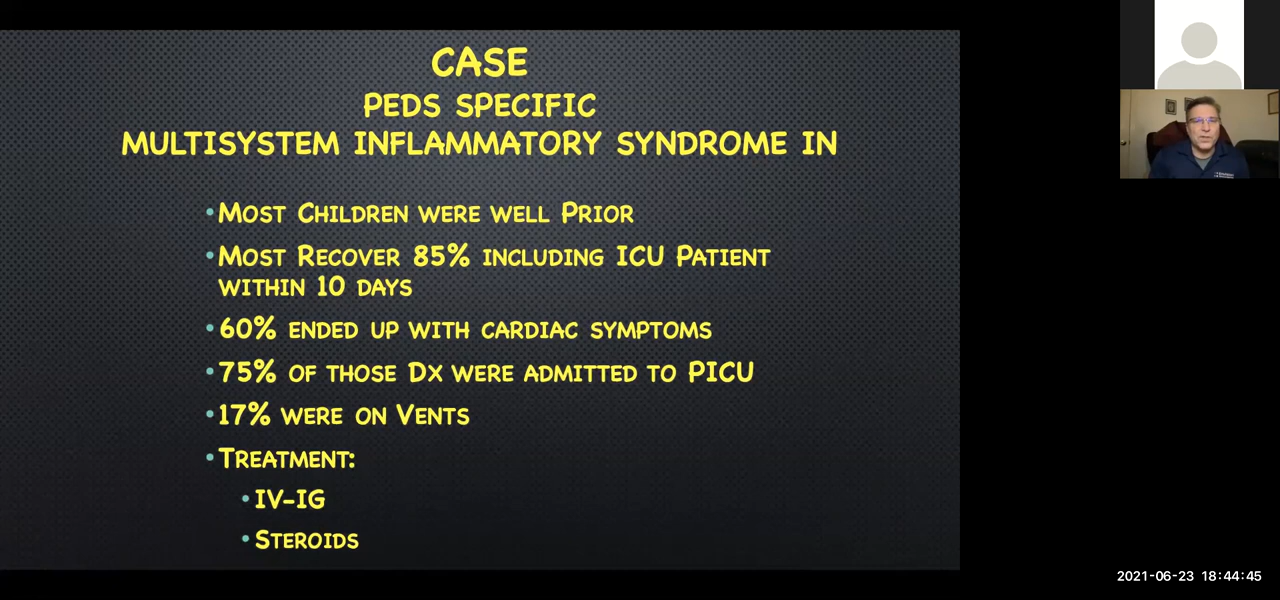 CASE
PEDS SPECIFIC
MULTISYSTEM INFLAMMATORY SYNDROME IN
•MOST CHILDREN WERE WELL PRIOR
•MOST RECOVER 85% INCLUDING ICU PATIENT
WITHIN 10 DAYS
•60% ENDED UP WITH CARDIAC SYMPTOMS
•75% OF THOSE DX WERE ADMITTED TO PICU
•17% WERE ON VENTS
•TREATMENT:
•IV-IG
•STEROIDS
2021-06-23 18:44:45